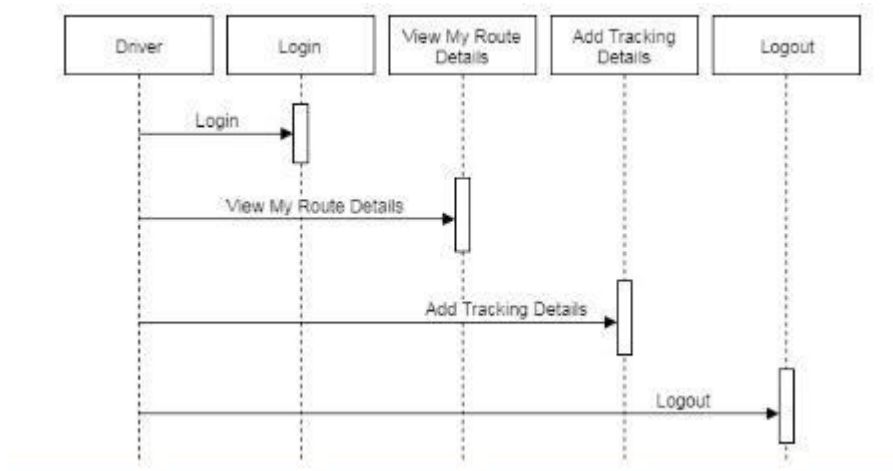 Driver
Login
View My Route
Details
Add Tracking
Details
Logout
Login
View My Route Details
Add Tracking Details
Logout